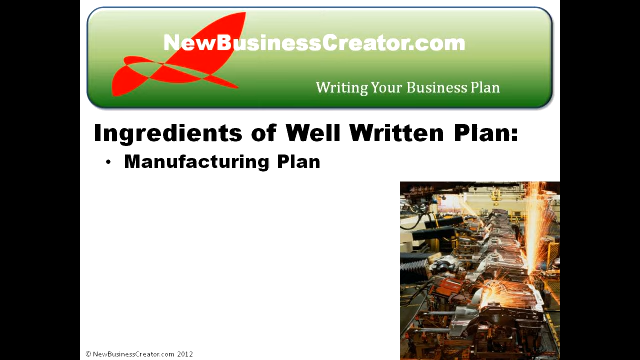 NewBusinessCreator.com
Writing Your Business Plan
Ingredients of Well Written Plan:
• Manufacturing Plan
© NewBusinessCreator.com 2012